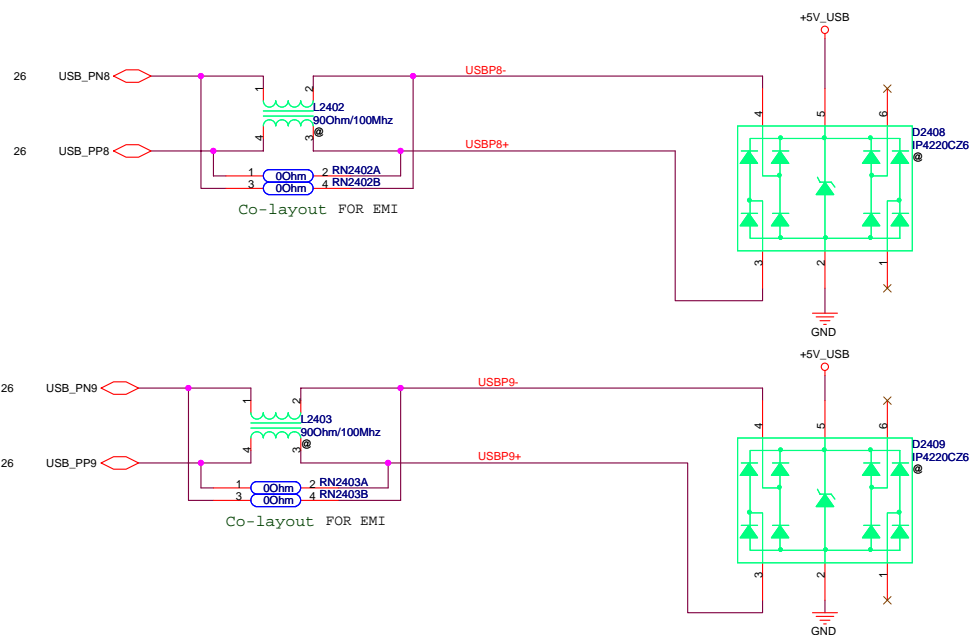 +5V_USB
26 USB_PN8 USBP8-
1 2
L2402
90Ohm/100Mhz
@
4 3
26 USB_PP8 USBP8+
1 0Ohm 2 RN2402A
3 0Ohm 4 RN2402B
Co-layout FOR EMI
4 5 6
D2408
IP4220CZ6
@
3 2 1
GND
+5V_USB
26 USB_PN9 USBP9-
1 2
L2403
90Ohm/100Mhz
@
4 3
26 USB_PP9 USBP9+
1 0Ohm 2 RN2403A
3 0Ohm 4 RN2403B
Co-layout FOR EMI
4 5 6
D2409
IP4220CZ6
@
3 2 1
GND